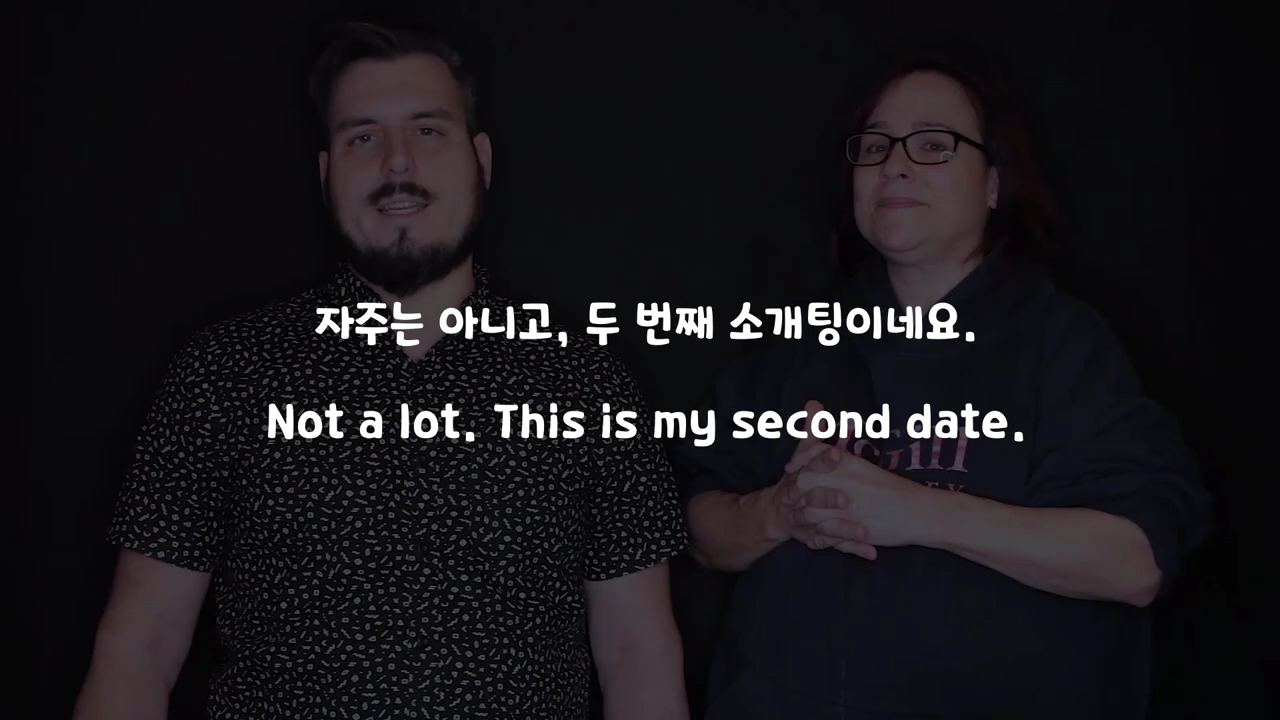 자주는 아니고, 두 번째 소개팅이네요.
Not a lot. This is my second date.